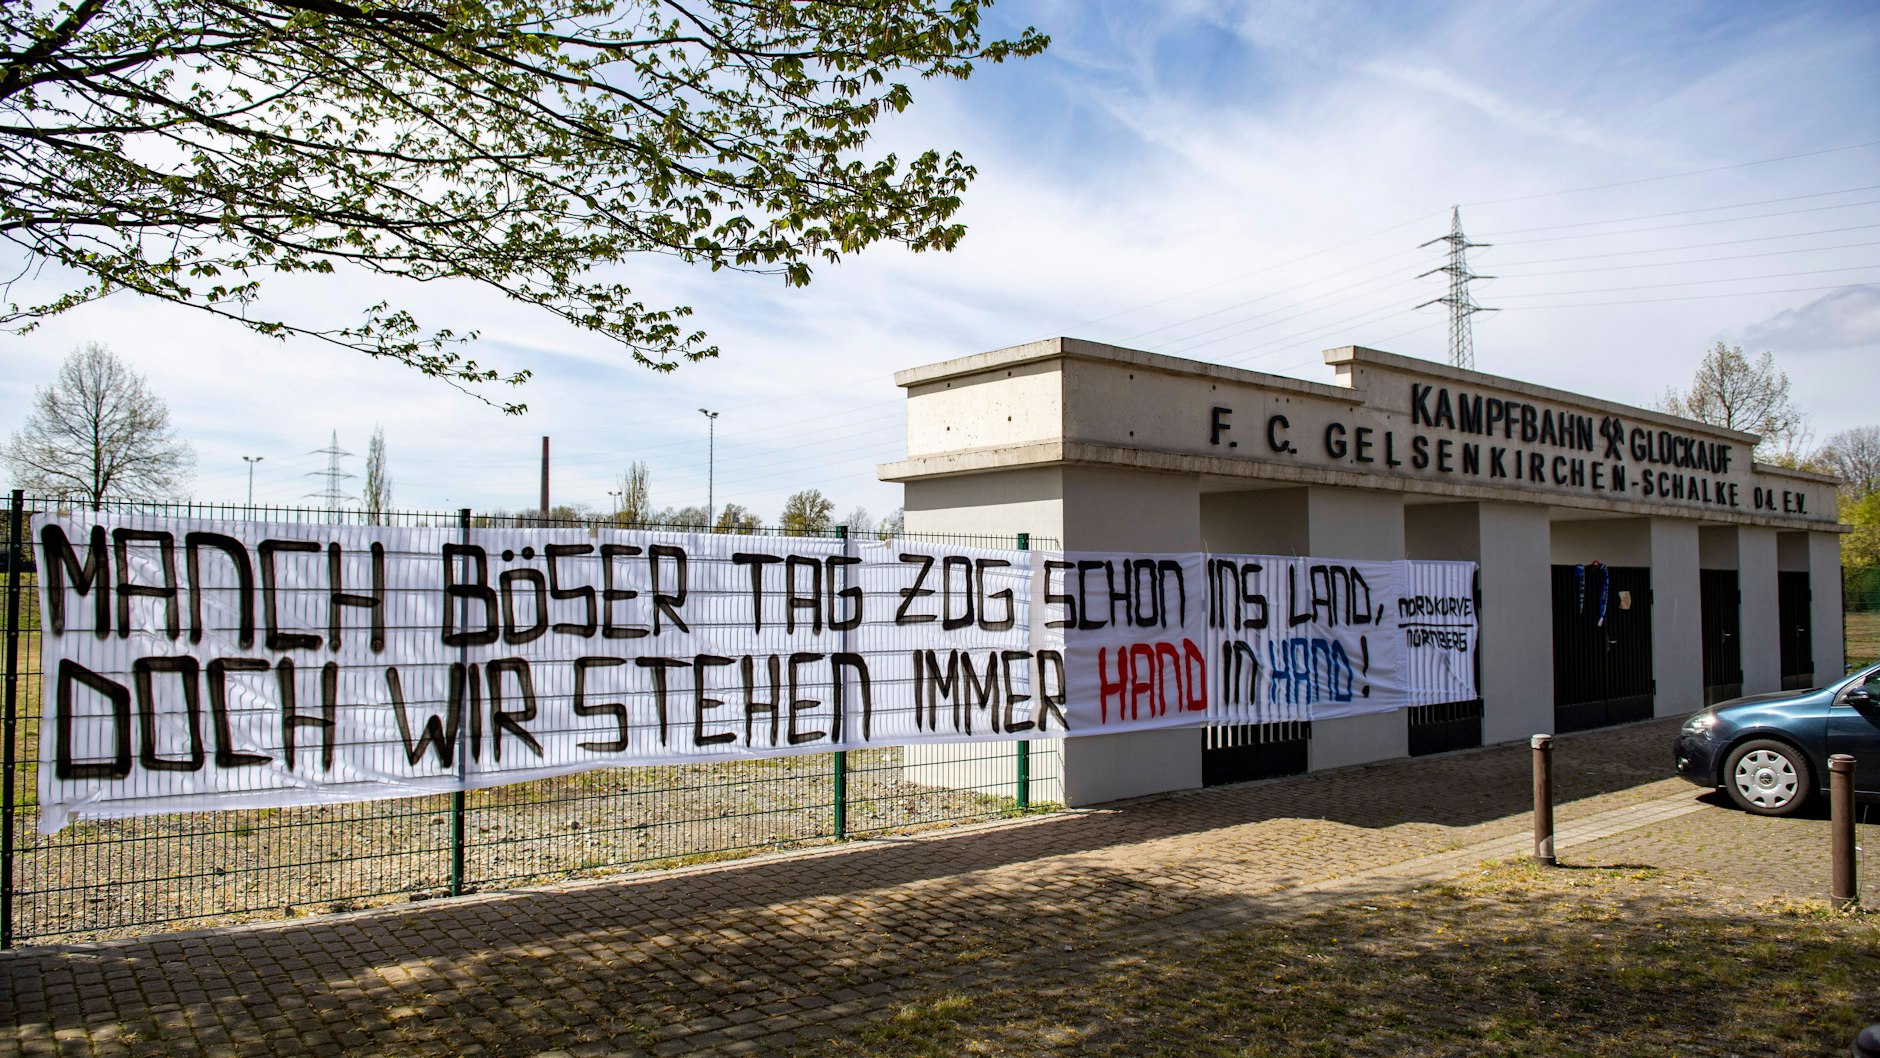 KAMPFBAHN GLÜCKAUF
F. C. GELSENKIRCHEN-SCHALKE 04. E.V.
MANCH BÖSER TAG ZOG SCHON INS LAND,
DOCH WIR STEHEN IMMER HAND IN HAND!
NORDKURVE
NÜRNBERG